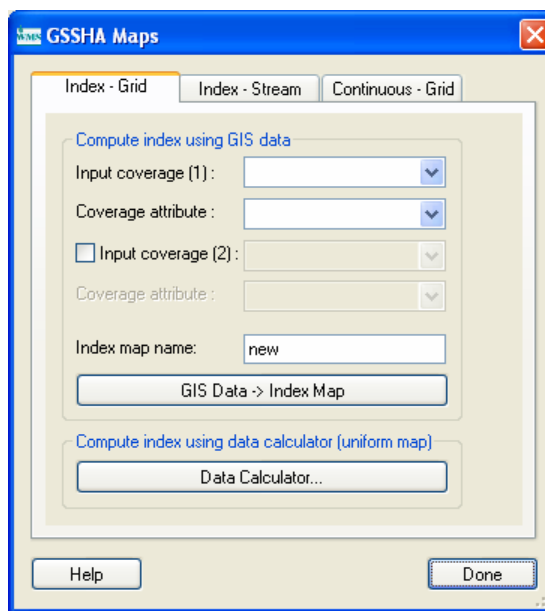 WMS GSSHA Maps
Index - Grid Index - Stream Continuous - Grid
Compute index using GIS data
Input coverage (1) :
Coverage attribute :
Input coverage (2) :
Coverage attribute :
Index map name: new
GIS Data -> Index Map
Compute index using data calculator (uniform map)
Data Calculator...
Help Done